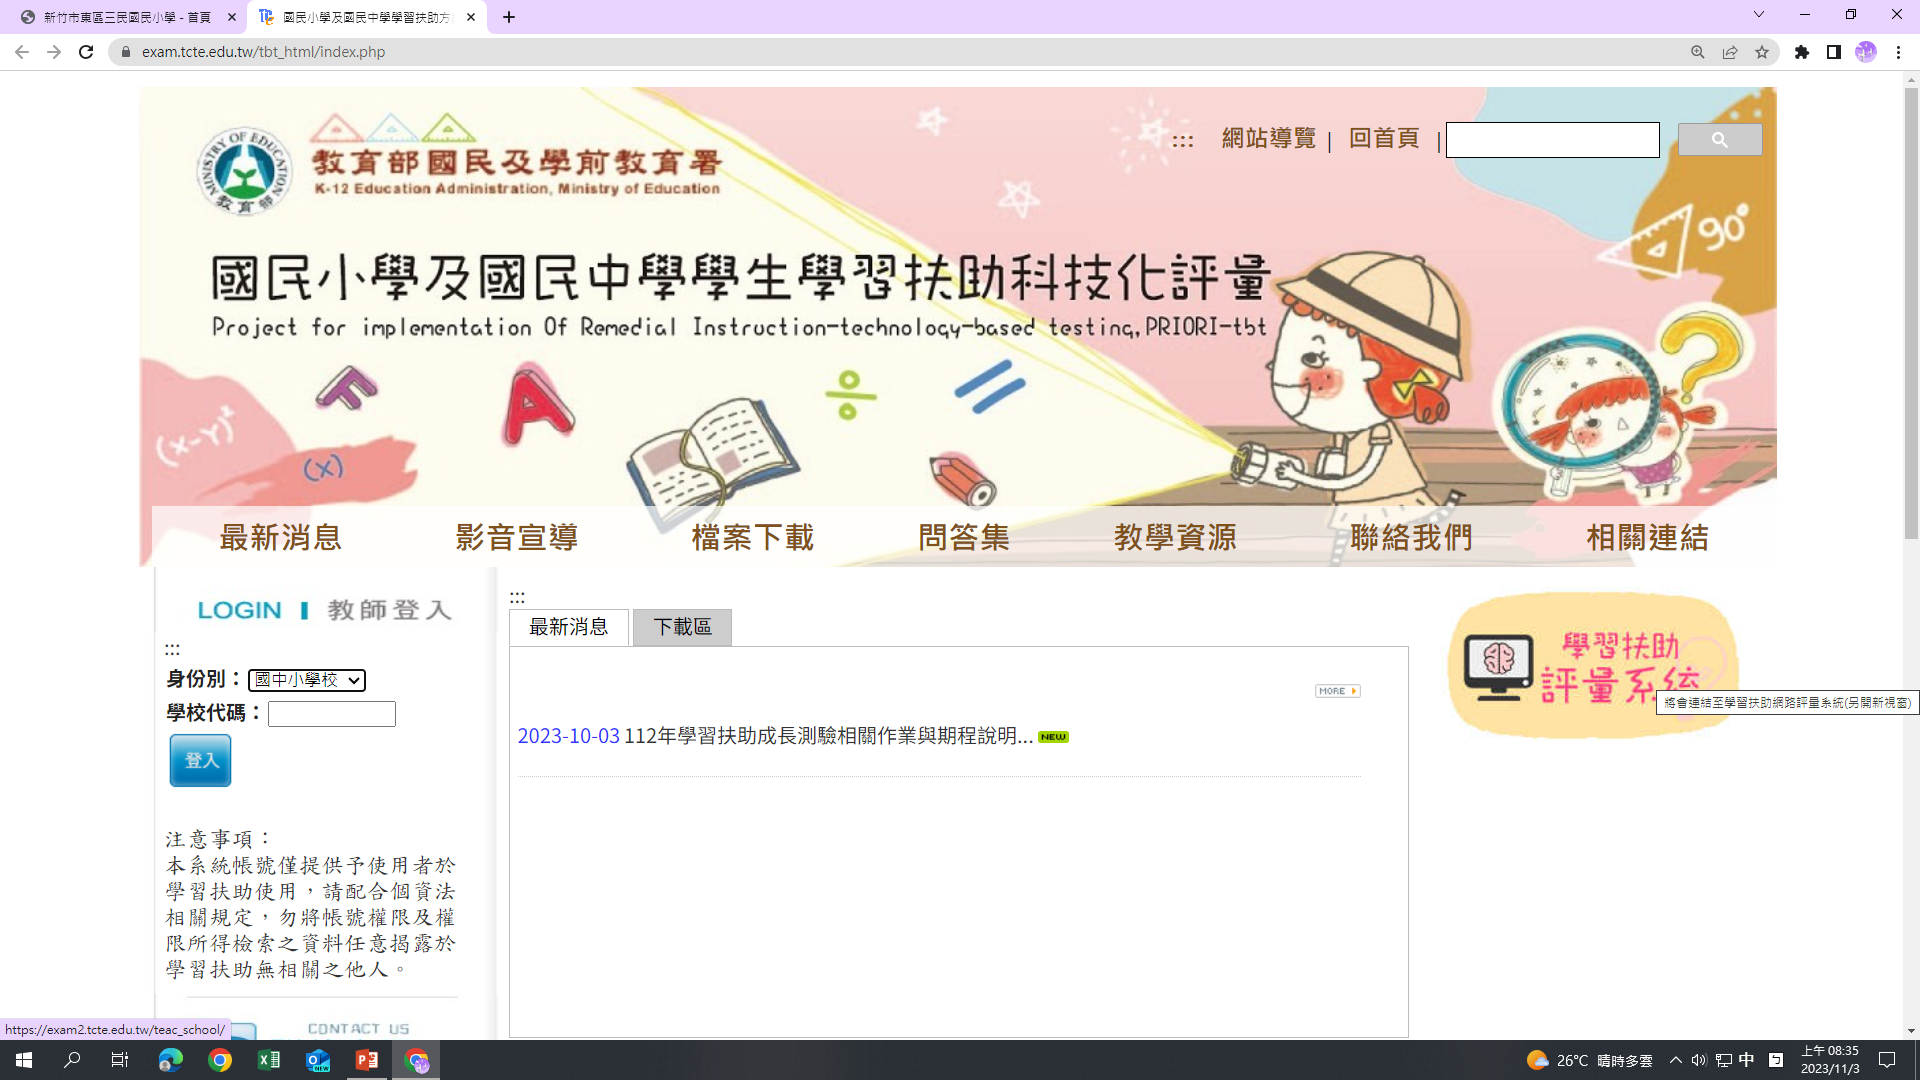 新竹市東區三民國民小學 - 首頁
國民小學及國民中學學習扶助方
exam.tcte.edu.tw/tbt_html/index.php
MINISTRY OF EDUCATION
教育部
教育部國民及學前教育署
K-12 Education Administration, Ministry of Education
::: 網站導覽 | 回首頁 |
90°
國民小學及國民中學學生學習扶助科技化評量
Project for implementation Of Remedial Instruction-technology-based testing,PRIORI-tbt
F
A
÷
=
?
(x-y)²
(x)
最新消息 影音宣導 檔案下載 問答集 教學資源 聯絡我們 相關連結
LOGIN | 教師登入
:::
身份別： 國中小學校
學校代碼：
登入
注意事項：
本系統帳號僅提供予使用者於
學習扶助使用，請配合個資法
相關規定，勿將帳號權限及權
限所得檢索之資料任意揭露於
學習扶助無相關之他人。
CONTACT US
:::
最新消息 下載區
MORE
2023-10-03 112年學習扶助成長測驗相關作業與期程說明... NEW
學習扶助
評量系統
將會連結至學習扶助網路評量系統(另開新視窗)
https://exam2.tcte.edu.tw/teac_school/
26°C 晴時多雲
中
上午 08:35
2023/11/3